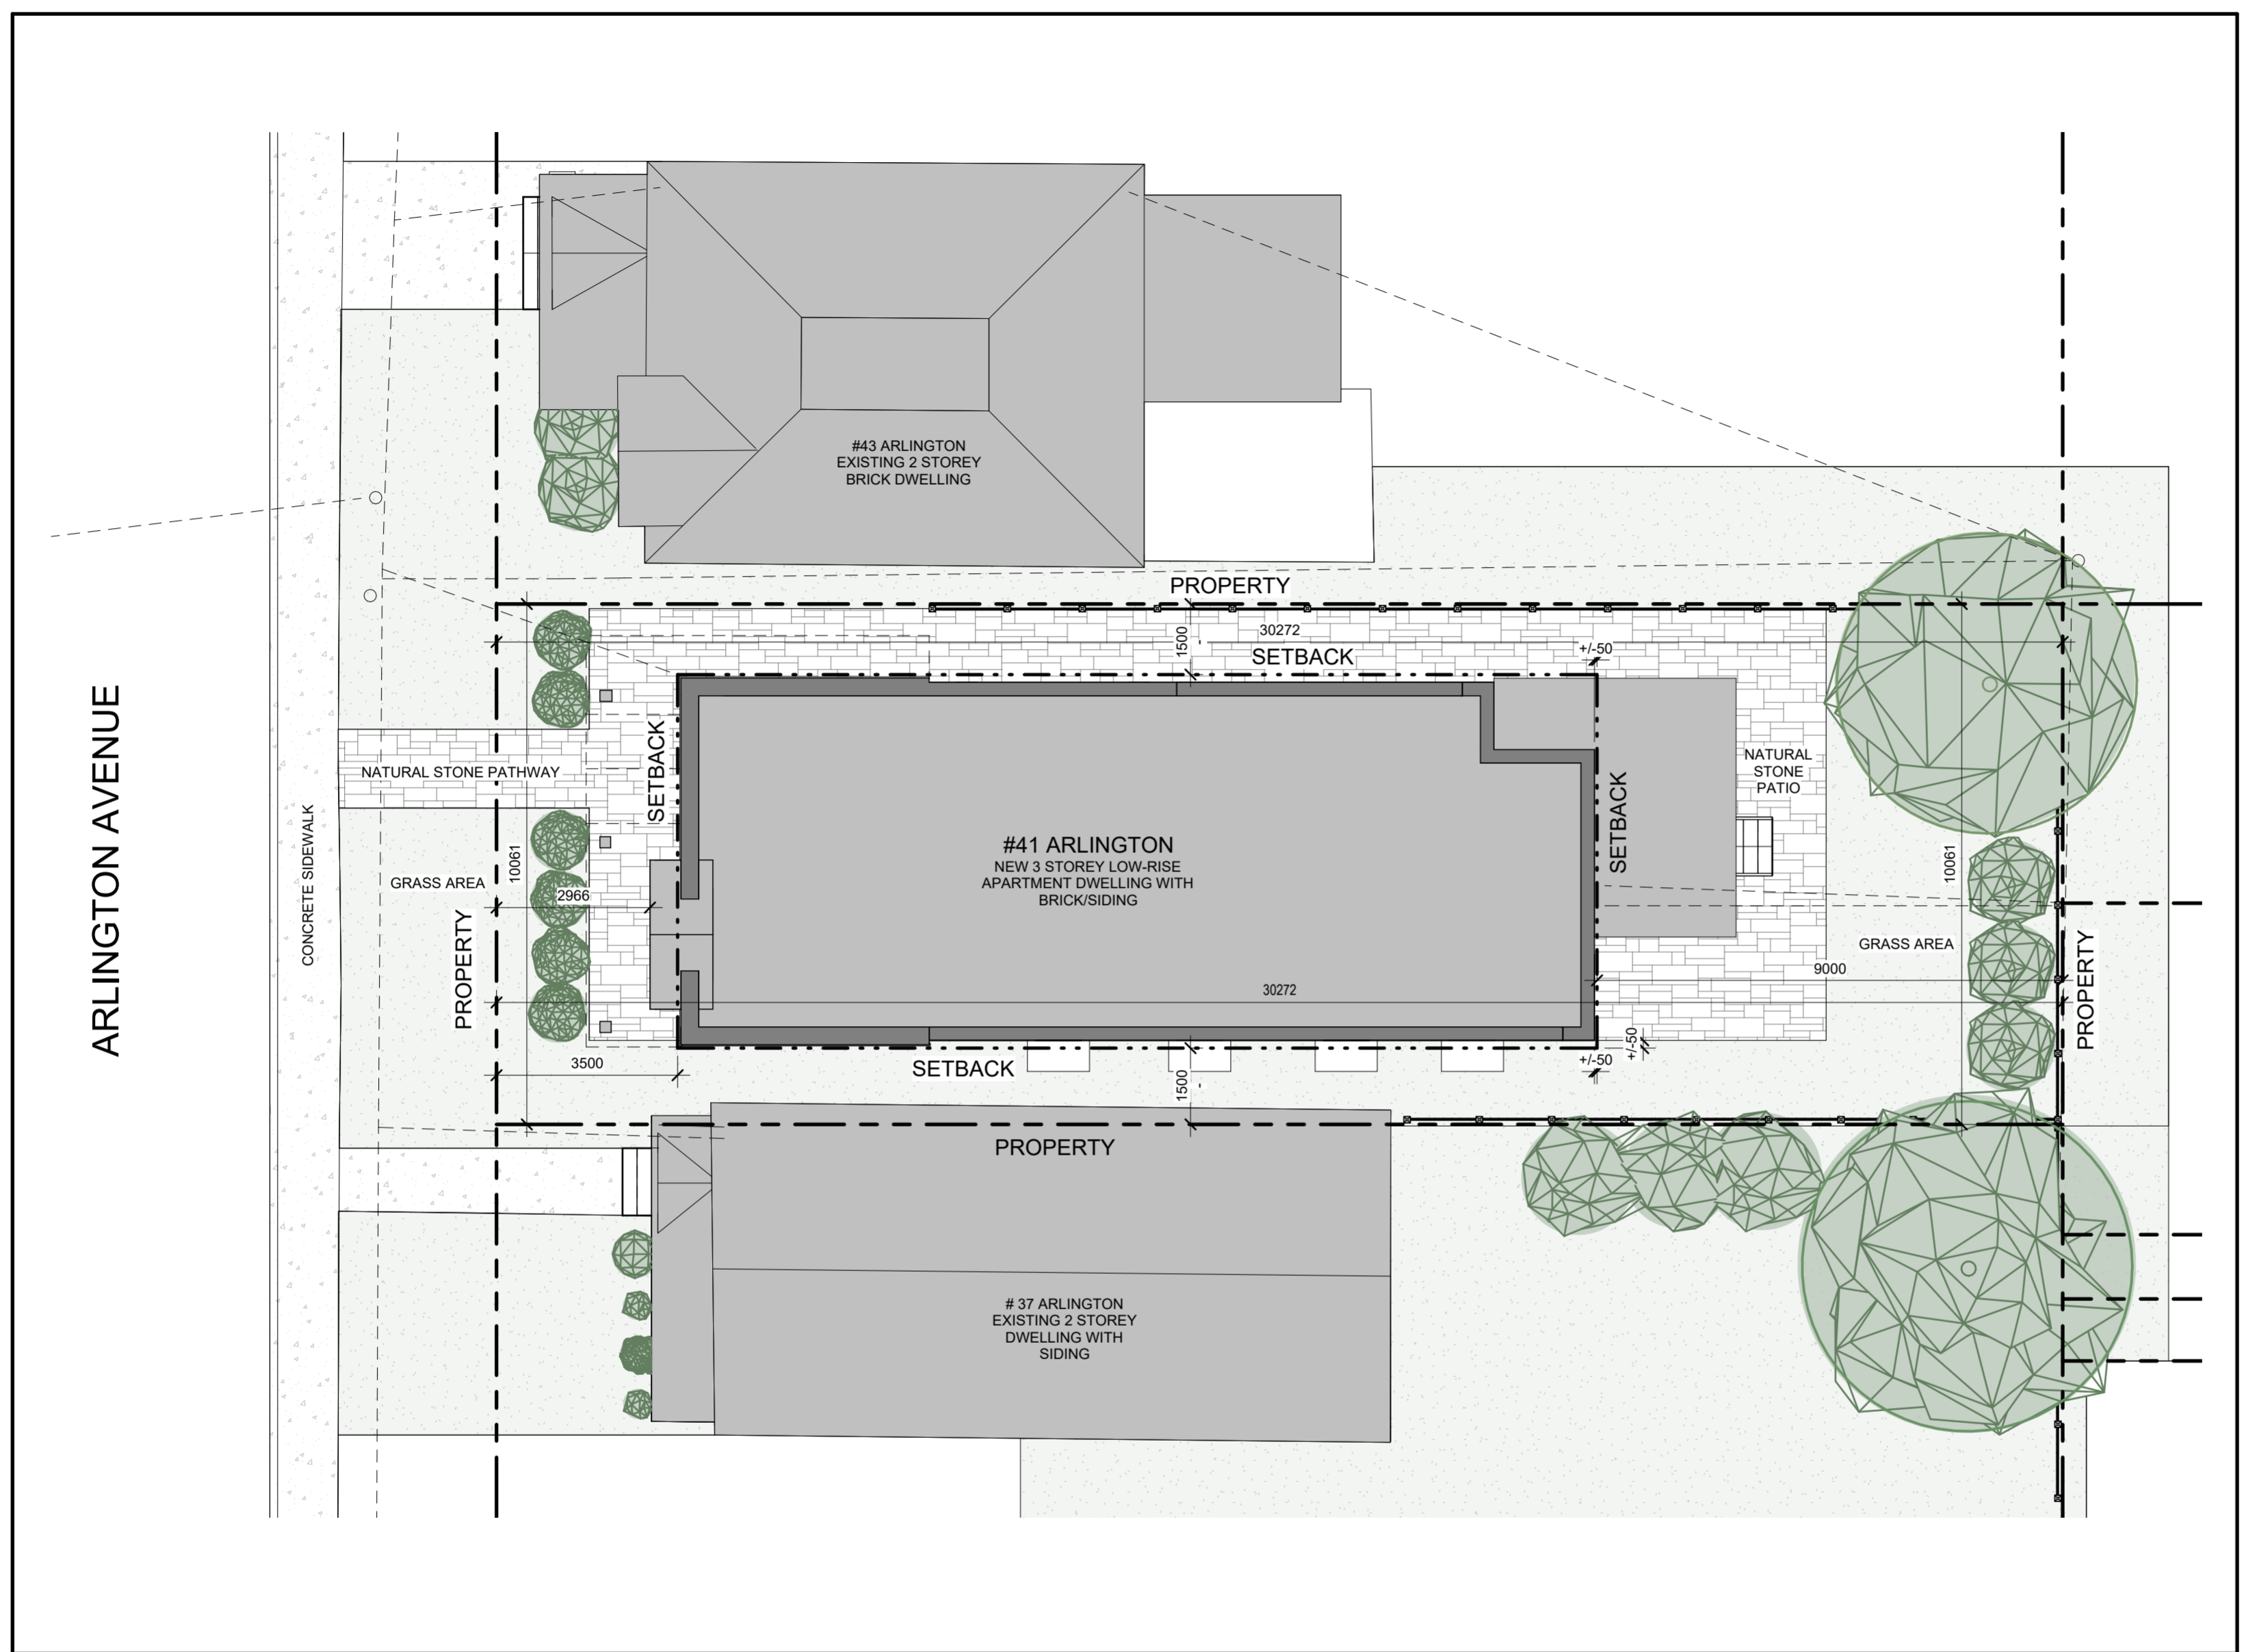 #43 ARLINGTON
EXISTING 2 STOREY
BRICK DWELLING
PROPERTY
30272
1500
SETBACK
+/-50
ARLINGTON AVENUE
CONCRETE SIDEWALK
NATURAL STONE PATHWAY
SETBACK
GRASS AREA
10061
2966
PROPERTY
3500
#41 ARLINGTON
NEW 3 STOREY LOW-RISE
APARTMENT DWELLING WITH
BRICK/SIDING
30272
SETBACK
NATURAL
STONE
PATIO
10061
GRASS AREA
9000
PROPERTY
SETBACK
1500
+/-50
+/-50
PROPERTY
# 37 ARLINGTON
EXISTING 2 STOREY
DWELLING WITH
SIDING